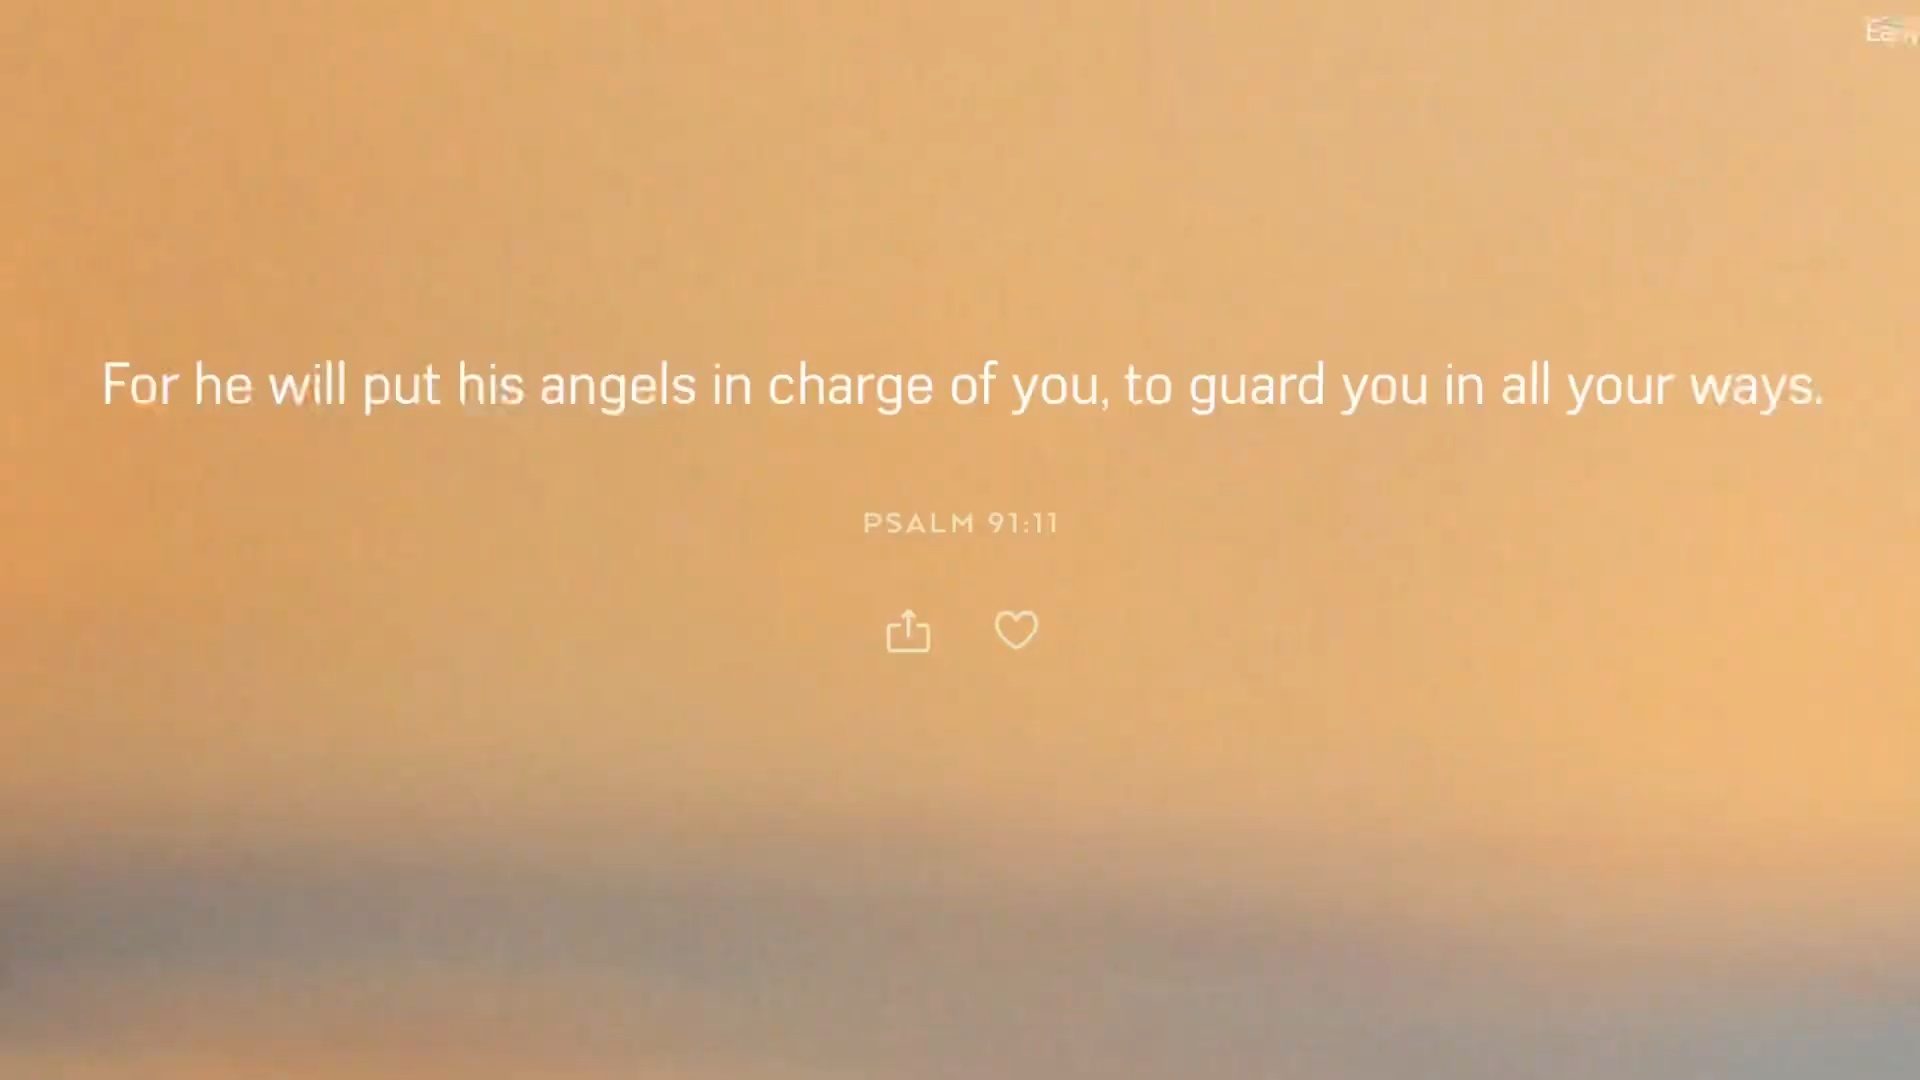 For he will put his angels in charge of you, to guard you in all your ways.
PSALM 91:11